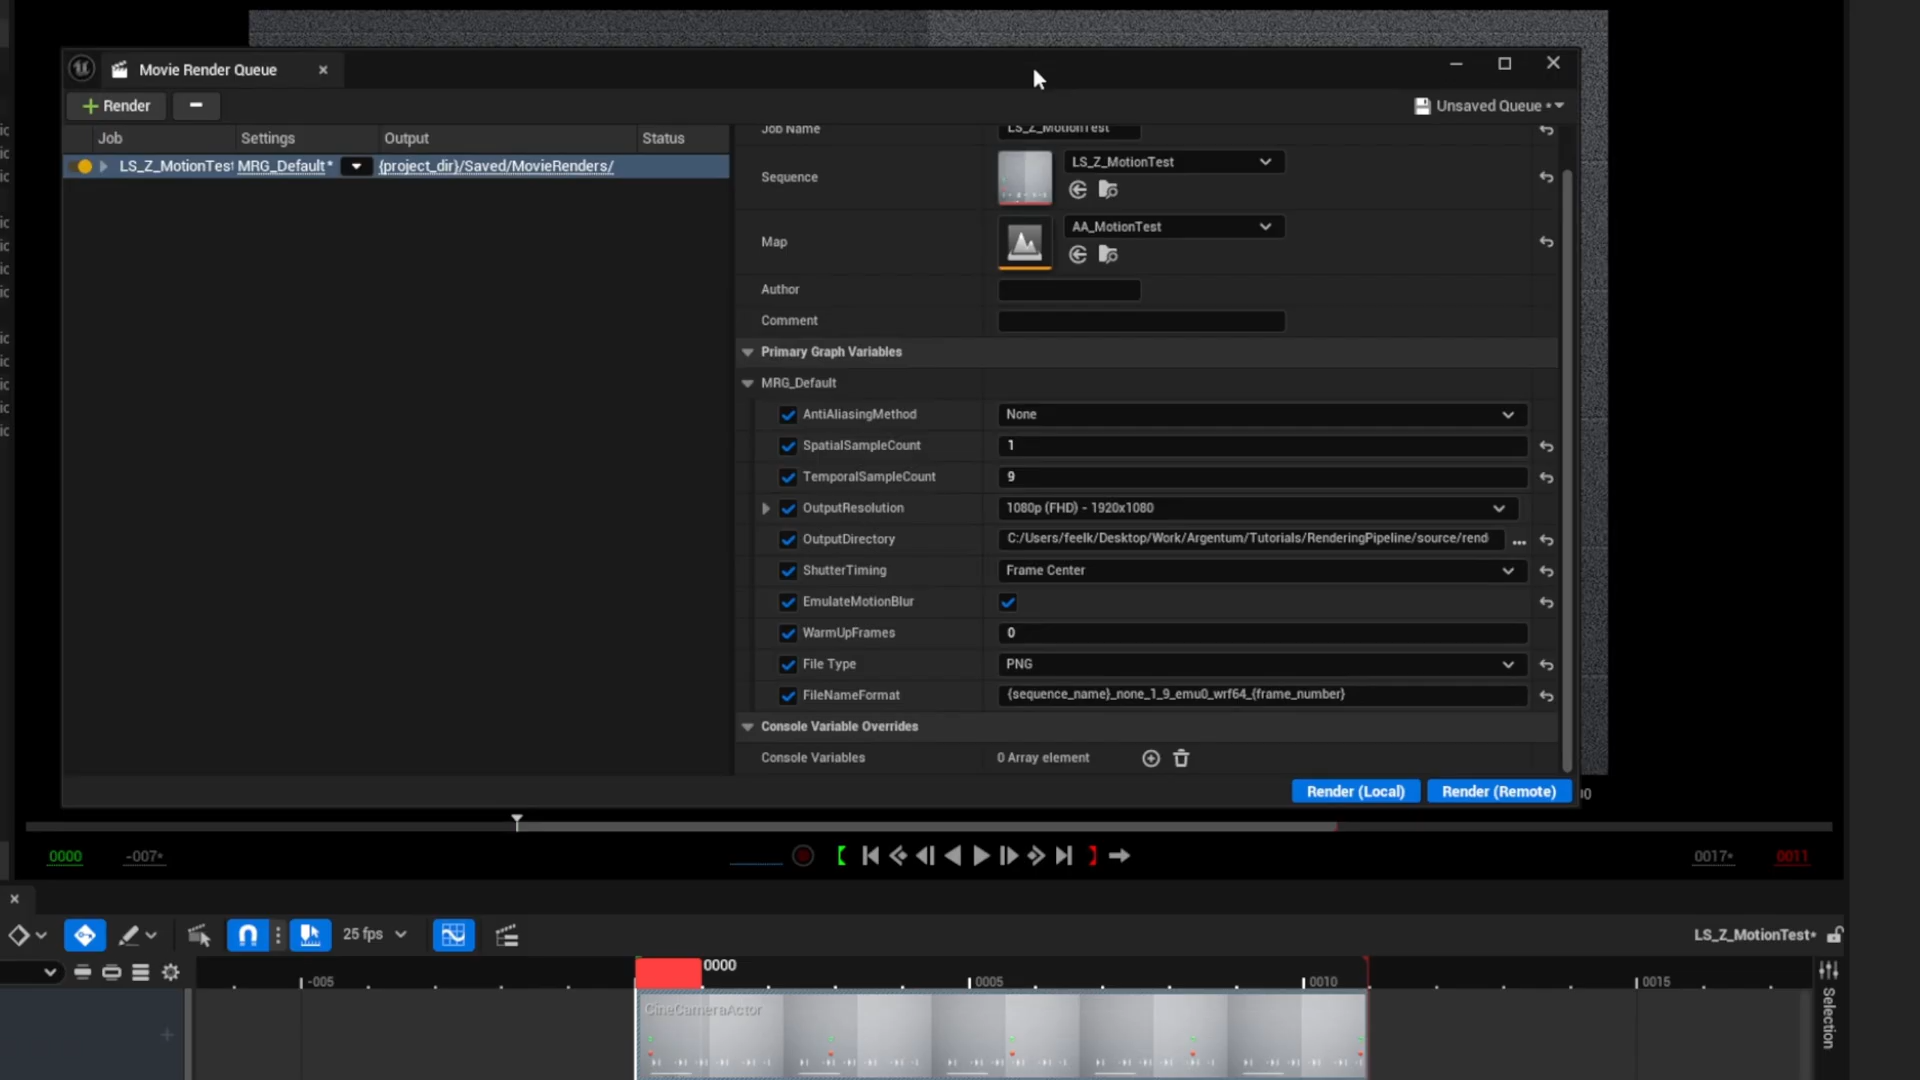 Movie Render Queue
Render
Unsaved Queue *
Job Settings Output Status
LS_Z_MotionTest MRG_Default* {project_dir}/Saved/MovieRenders/
Job Name LS_Z_MotionTest
Sequence LS_Z_MotionTest
Map AA_MotionTest
Author
Comment
Primary Graph Variables
MRG_Default
AntiAliasingMethod None
SpatialSampleCount 1
TemporalSampleCount 9
OutputResolution 1080p (FHD) - 1920x1080
OutputDirectory C:/Users/feelk/Desktop/Work/Argentum/Tutorials/RenderingPipeline/source/rend
ShutterTiming Frame Center
EmulateMotionBlur
WarmUpFrames 0
File Type PNG
FileNameFormat {sequence_name}_none_1_9_emu0_wrf64_{frame_number}
Console Variable Overrides
Console Variables 0 Array element
Render (Local) Render (Remote)
0000 -007* 0017* 0011
25 fps LS_Z_MotionTest*
0000
-005 0005 0010 0015
CineCameraActor
Selection